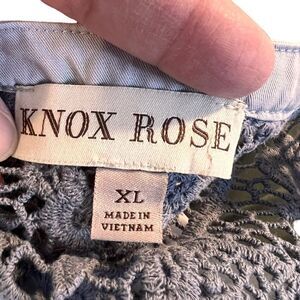 KNOX ROSE
XL
MADE IN
VIETNAM